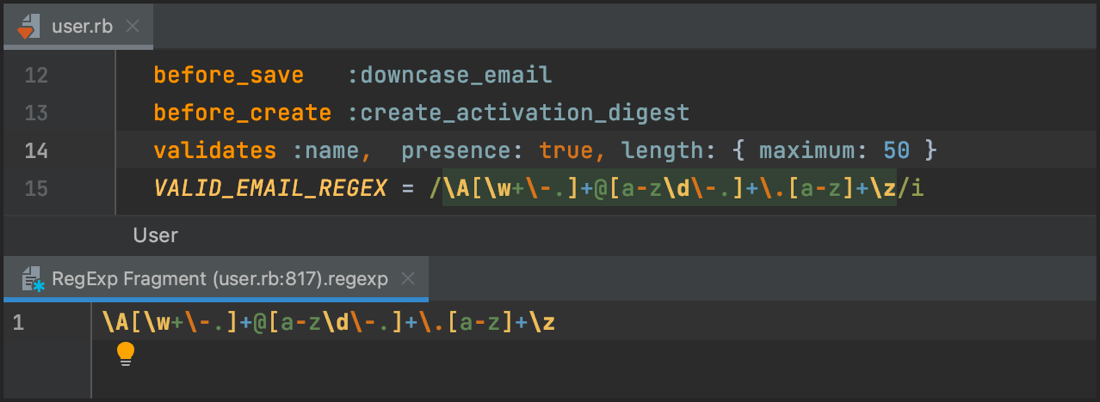 user.rb
12 before_save :downcase_email
13 before_create :create_activation_digest
14 validates :name, presence: true, length: { maximum: 50 }
15 VALID_EMAIL_REGEX = /\A[\w+\-.]+@[a-z\d\-.]+\.[a-z]+\z/i
User
RegExp Fragment (user.rb:817).regexp
1 \A[\w+\-.]+@[a-z\d\-.]+\.[a-z]+\z